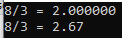 8/3 = 2.000000
8/3 = 2.67